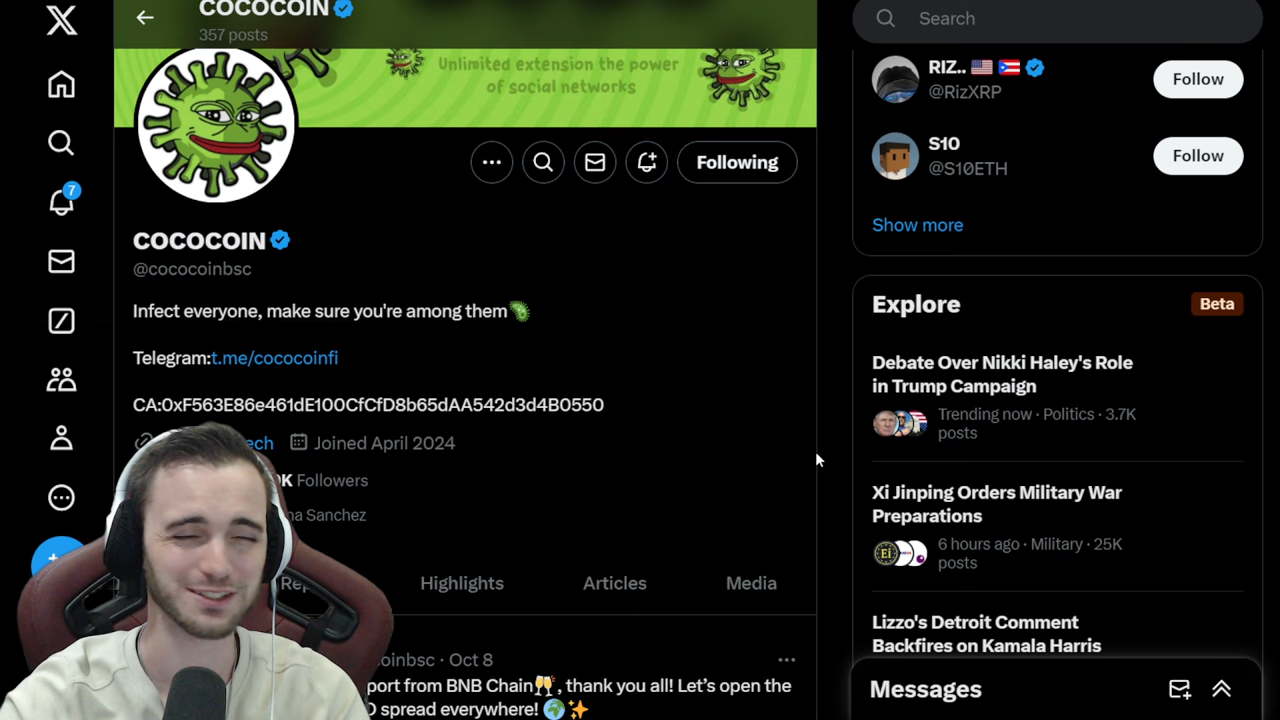 COCOCOIN
357 posts
Unlimited extension the power
of social networks
Following
COCOCOIN
@cococoinbsc
Infect everyone, make sure you're among them
Telegram:t.me/cococoinfi
CA:0xF563E86e461dE100CfCfD8b65dAA542d3d4B0550
Joined April 2024
Followers
Sanchez
Highlights
Articles
Media
Oct 8
from BNB Chain, thank you all! Let's open the
spread everywhere!
7
Search
RIZ..
@RizXRP
Follow
S10
@S10ETH
Follow
Show more
Explore
Beta
Debate Over Nikki Haley's Role
in Trump Campaign
Trending now · Politics · 3.7K
posts
Xi Jinping Orders Military War
Preparations
6 hours ago · Military · 25K
posts
Lizzo's Detroit Comment
Backfires on Kamala Harris
Messages